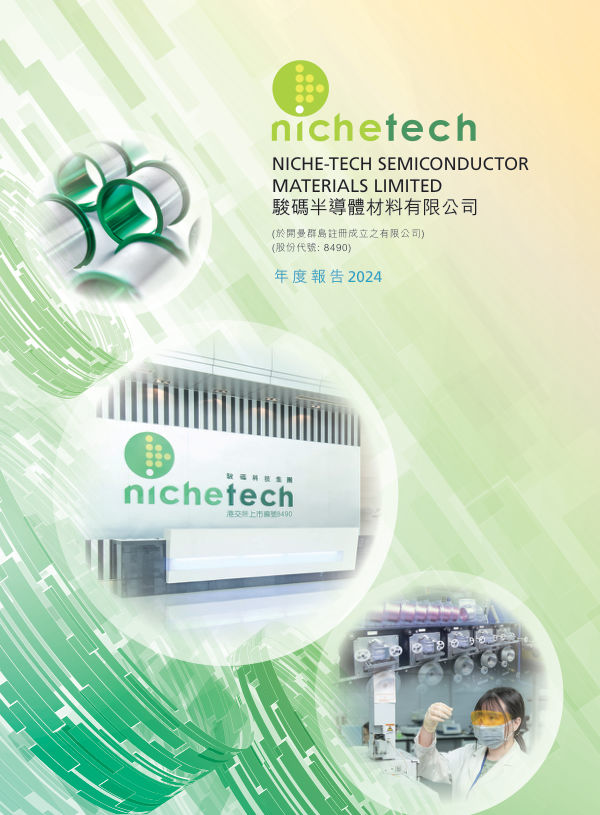 nichetech
NICHE-TECH SEMICONDUCTOR
MATERIALS LIMITED
駿碼半導體材料有限公司
(於開曼群島註冊成立之有限公司)
(股份代號: 8490)
年度報告2024
駿碼科技集團
nichetech
港交所上市編號8490